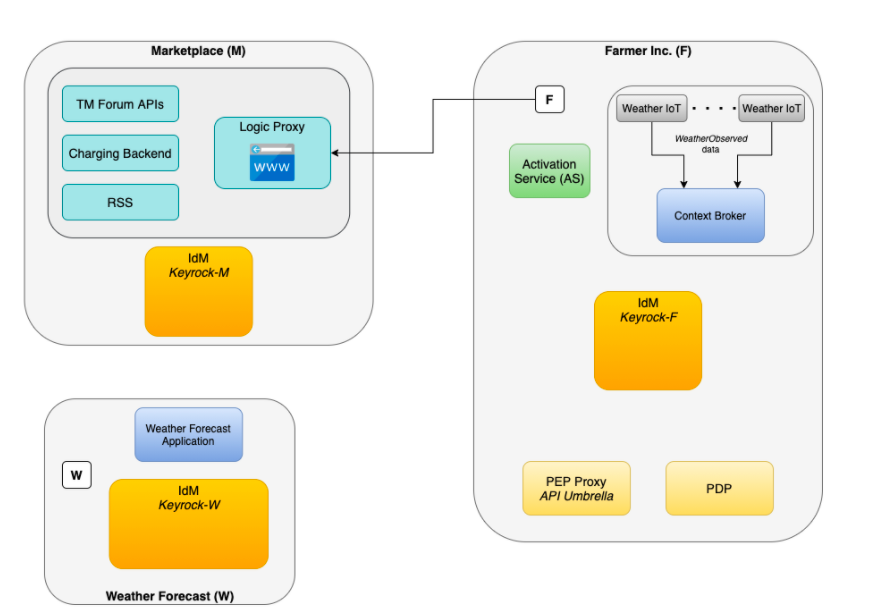 Marketplace (M)
TM Forum APIs
Charging Backend
RSS
Logic Proxy
WWW
IdM
Keyrock-M
Farmer Inc. (F)
F
Activation
Service (AS)
Weather IoT
Weather IoT
WeatherObserved
data
Context Broker
IdM
Keyrock-F
PEP Proxy
API Umbrella
PDP
Weather Forecast
Application
W
IdM
Keyrock-W
Weather Forecast (W)